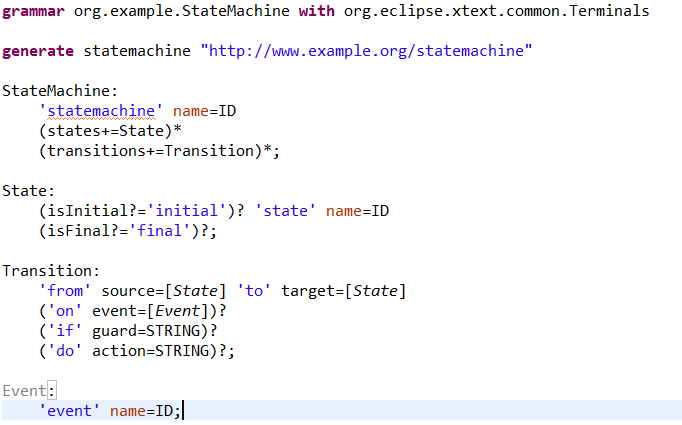 grammar org.example.StateMachine with org.eclipse.xtext.common.Terminals
generate statemachine "http://www.example.org/statemachine"
StateMachine:
'statemachine' name=ID
(states+=State)*
(transitions+=Transition)*;
State:
(isInitial?='initial')? 'state' name=ID
(isFinal?='final')?;
Transition:
'from' source=[State] 'to' target=[State]
('on' event=[Event])?
('if' guard=STRING)?
('do' action=STRING)?;
Event:
'event' name=ID;